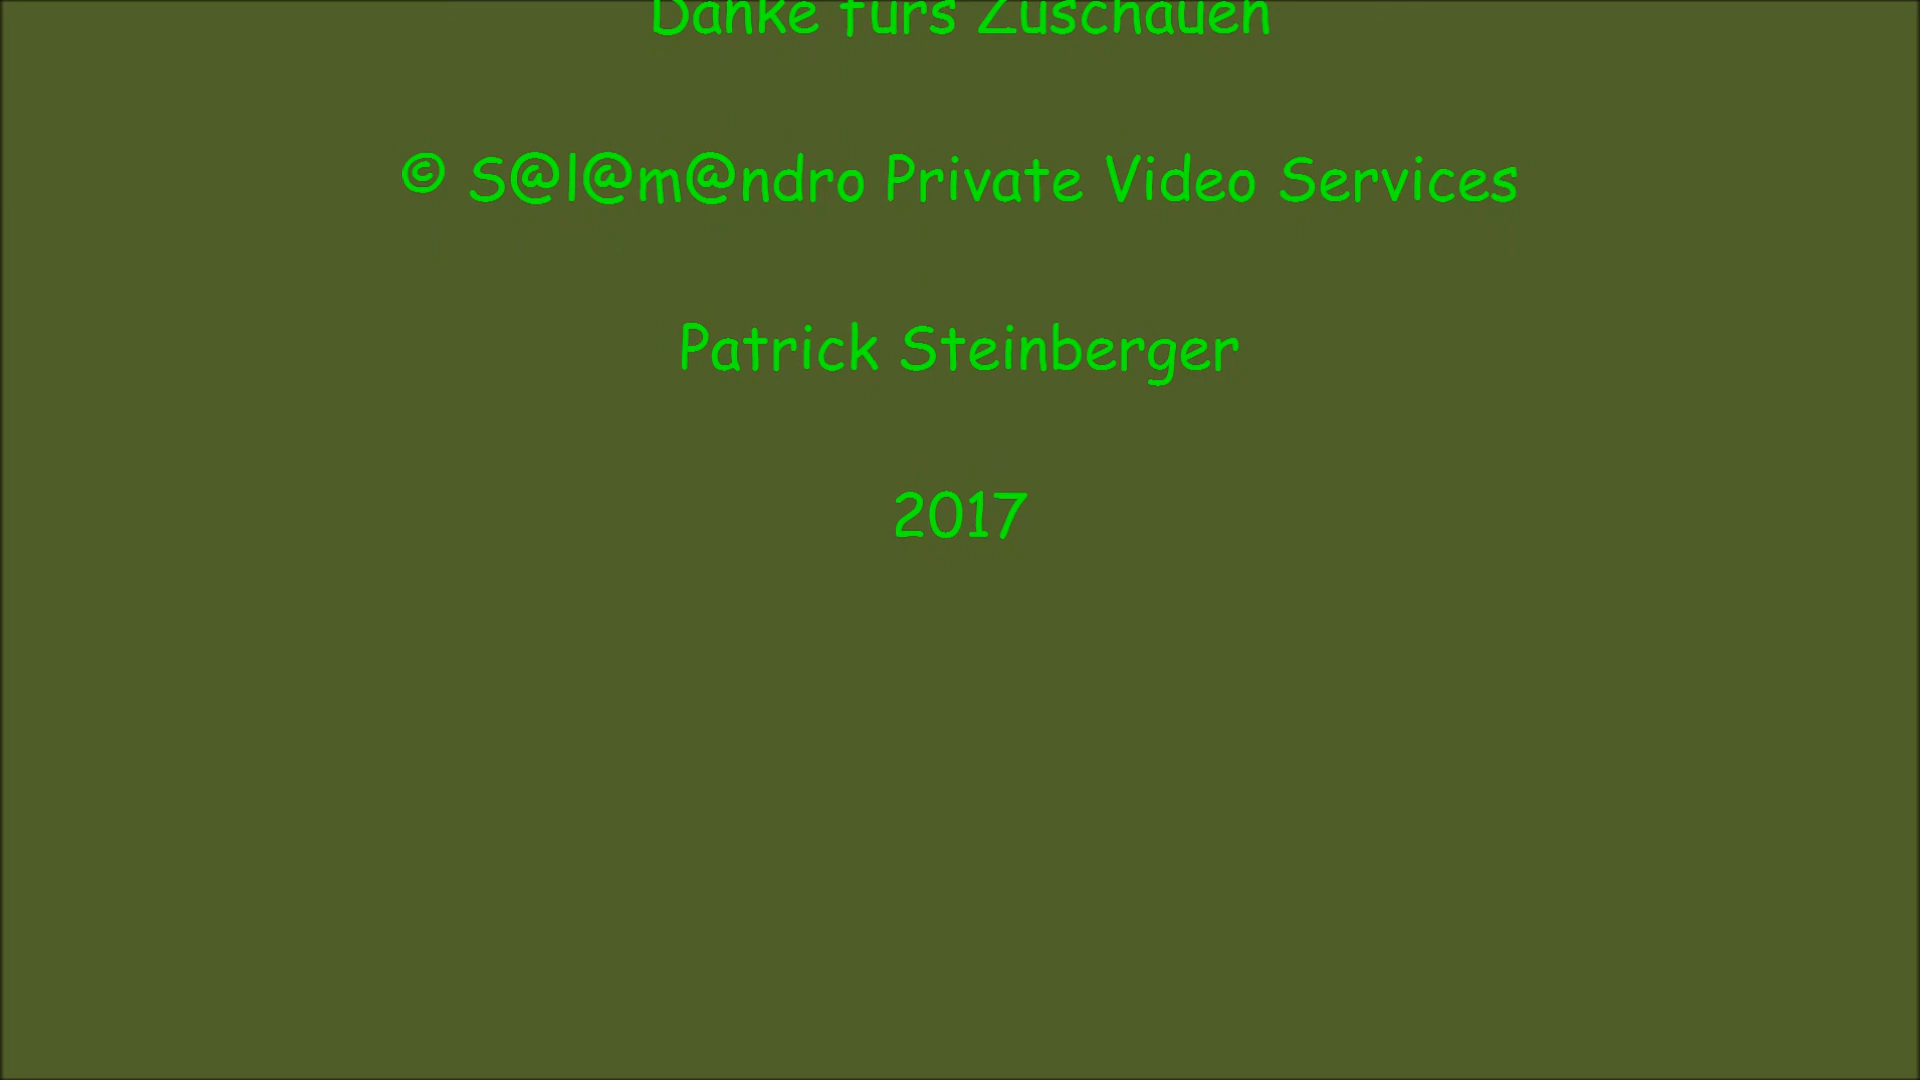 Danke fürs Zuschauen
© S@l@m@ndro Private Video Services
Patrick Steinberger
2017